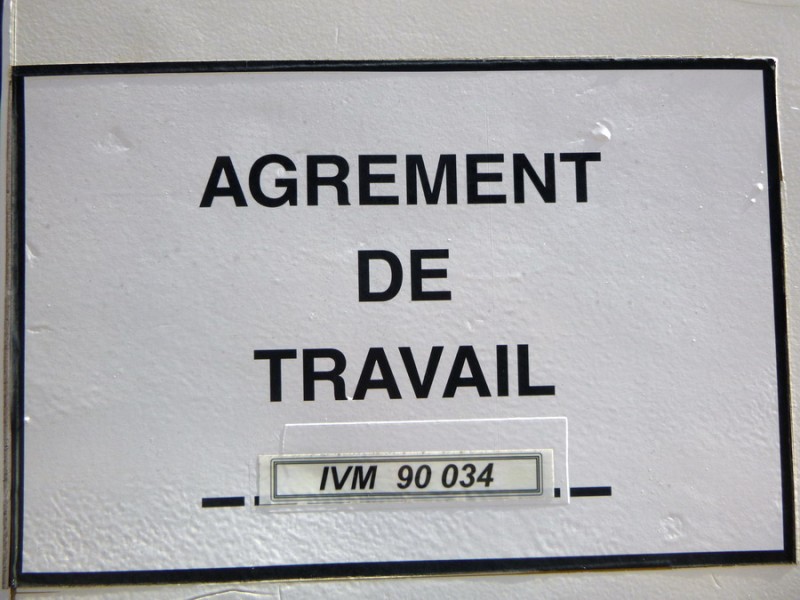 AGREMENT
DE
TRAVAIL
IVM 90 034